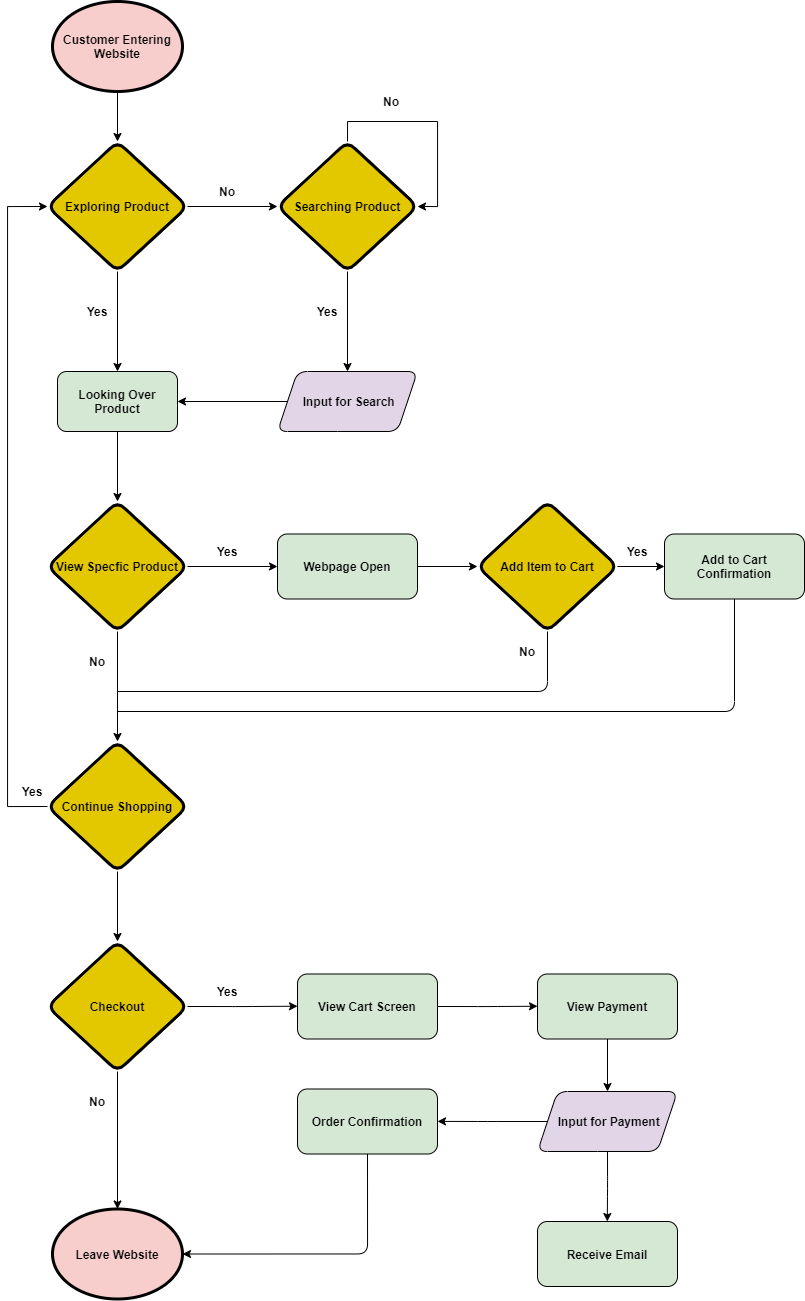 Customer Entering
Website
No
Exploring Product
No
Searching Product
Yes
Yes
Looking Over
Product
Input for Search
View Specfic Product
Yes
Webpage Open
Add Item to Cart
Yes
Add to Cart
Confirmation
No
No
Yes
Continue Shopping
Checkout
Yes
View Cart Screen
View Payment
No
Order Confirmation
Input for Payment
Leave Website
Receive Email